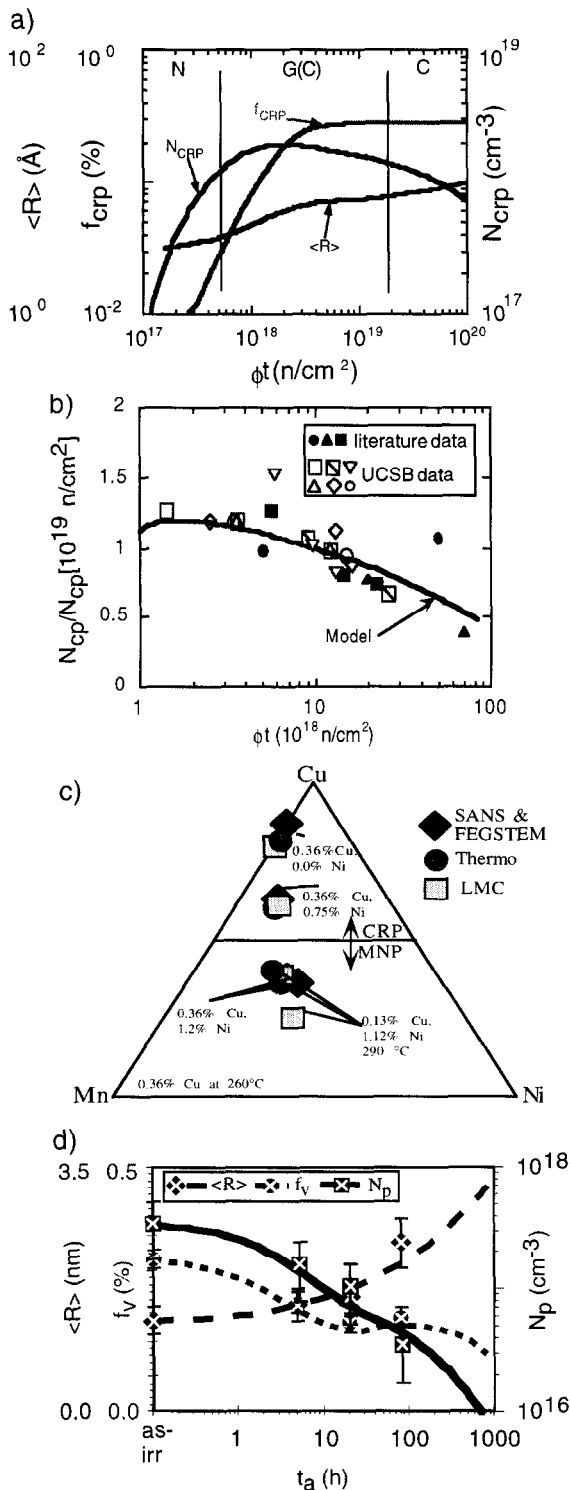 a)
10²
10⁰
10¹⁹
N
G(C)
C
f_CRP
N_CRP
<R>
<R> (Å)
f_crp (%)
N_crp (cm⁻³)
10⁰
10⁻²
10¹⁷
10¹⁷
10¹⁸
10¹⁹
10²⁰
ϕt (n/cm²)
b)
2
1.5
1
0.5
0
literature data
UCSB data
N_cp/N_cp[10¹⁹ n/cm²]
Model
1
10
100
ϕt (10¹⁸n/cm²)
c)
Cu
SANS &
FEGSTEM
Thermo
LMC
0.36%Cu,
0.0% Ni
0.36% Cu,
0.75% Ni
CRP
MNP
0.36% Cu,
1.2% Ni
0.13% Cu,
1.12% Ni
290 °C
Mn
0.36% Cu at 260°C
Ni
d)
3.5
0.5
10¹⁸
<R>
f_v
N_p
<R> (nm)
f_v (%)
N_p (cm⁻³)
0.0
0.0
10¹⁶
as-
irr
1
10
100
1000
t_a (h)